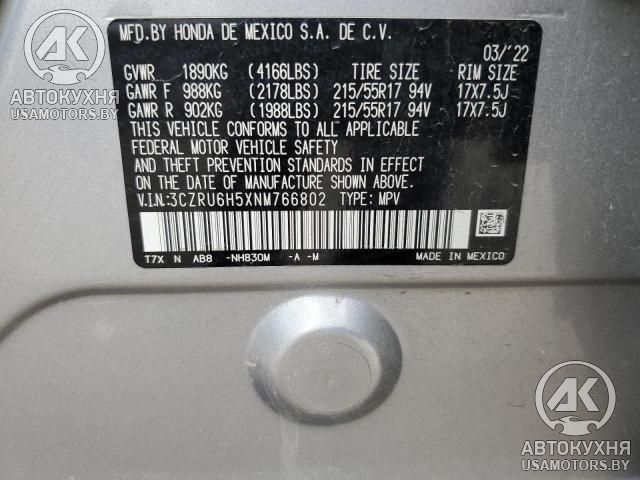 MFD.BY HONDA DE MEXICO S.A. DE C.V.
03/'22
GVWR 1890KG (4166LBS) TIRE SIZE RIM SIZE
GAWR F 988KG (2178LBS) 215/55R17 94V 17X7.5J
GAWR R 902KG (1988LBS) 215/55R17 94V 17X7.5J
THIS VEHICLE CONFORMS TO ALL APPLICABLE
FEDERAL MOTOR VEHICLE SAFETY
AND THEFT PREVENTION STANDARDS IN EFFECT
ON THE DATE OF MANUFACTURE SHOWN ABOVE.
V.I.N.:3CZRU6H5XNM766802 TYPE: MPV
T7X N AB8 -NH830M -A -M MADE IN MEXICO
АК
АВТОКУХНЯ
USAMOTORS.BY
АК
АВТОКУХНЯ
USAMOTORS.BY